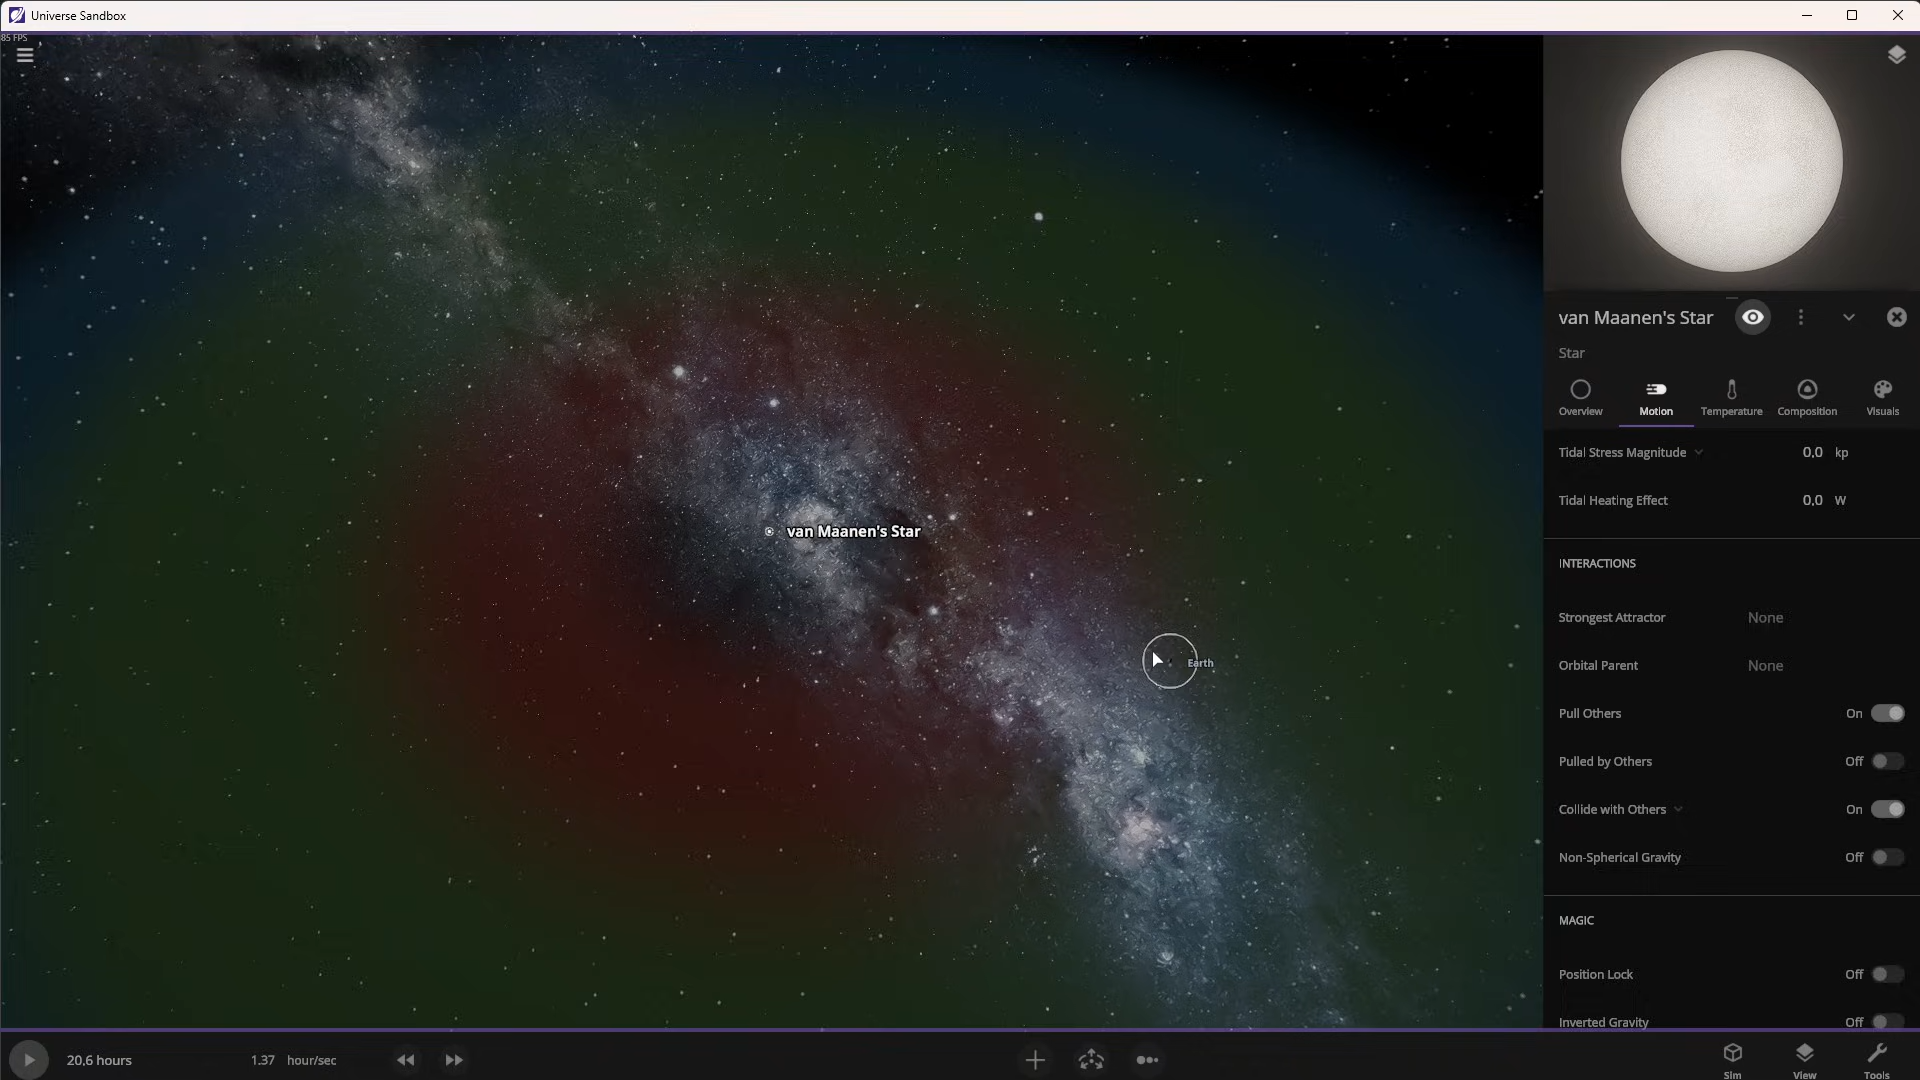 Universe Sandbox
85 FPS
van Maanen's Star
Star
Overview
Motion
Temperature
Composition
Visuals
Tidal Stress Magnitude 0,0 kp
Tidal Heating Effect 0,0 W
INTERACTIONS
Strongest Attractor None
Orbital Parent None
Pull Others On
Pulled by Others Off
Collide with Others On
Non-Spherical Gravity Off
MAGIC
Position Lock Off
Inverted Gravity Off
van Maanen's Star
Earth
20,6 hours
1.37 hour/sec
Sim
View
Tools